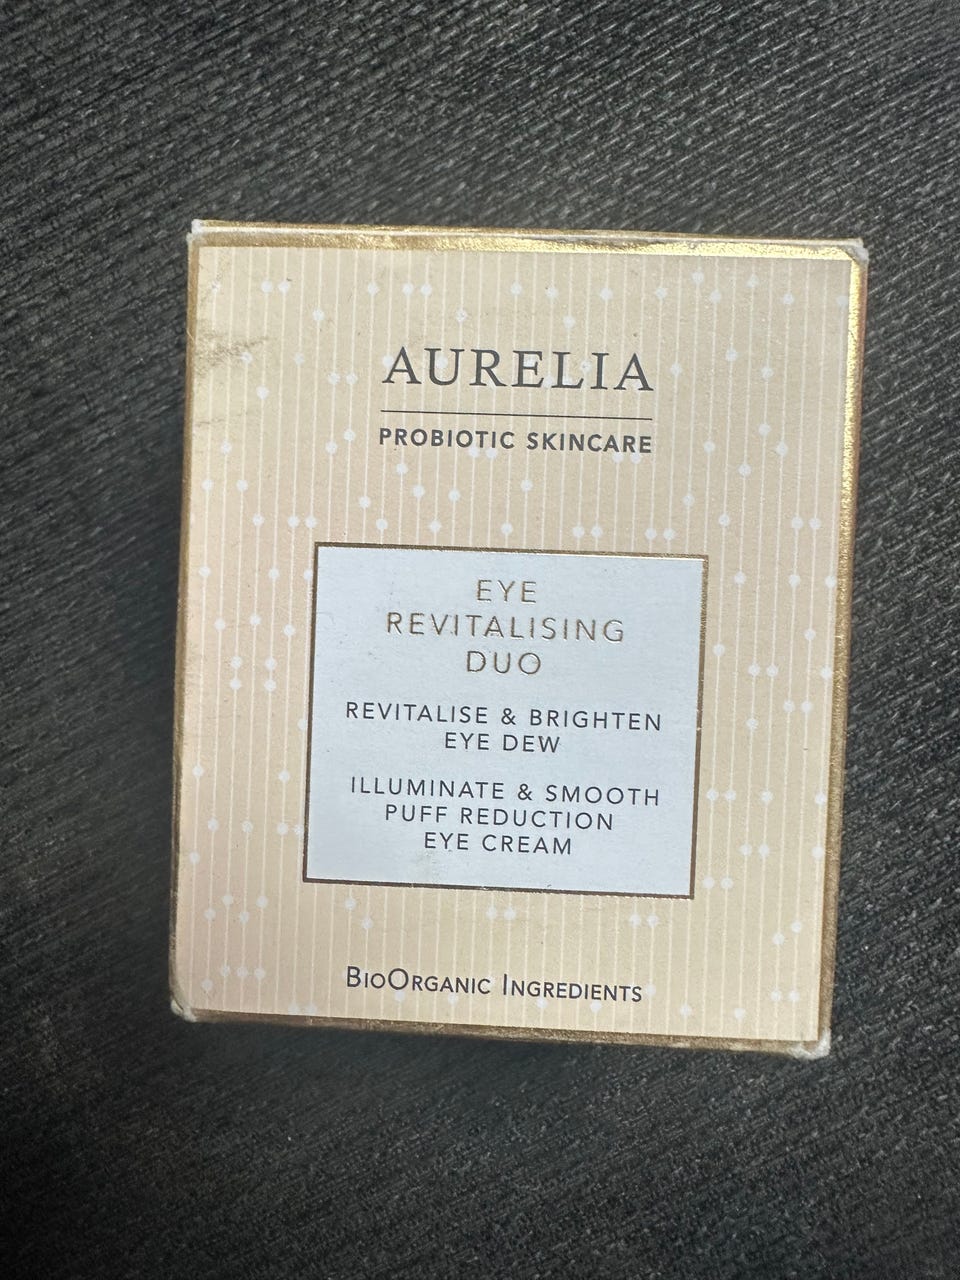 AURELIA
PROBIOTIC SKINCARE
EYE
REVITALISING
DUO
REVITALISE & BRIGHTEN
EYE DEW
ILLUMINATE & SMOOTH
PUFF REDUCTION
EYE CREAM
BIOORGANIC INGREDIENTS